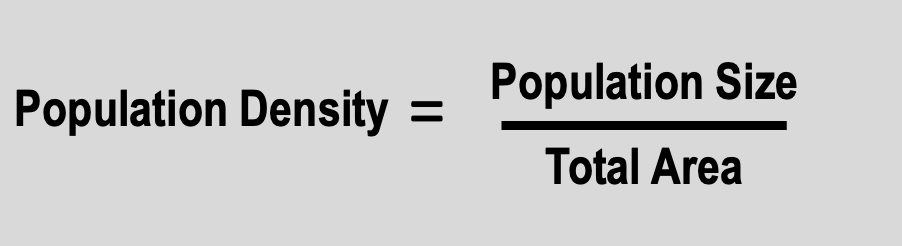 Population Density = Population Size
Total Area